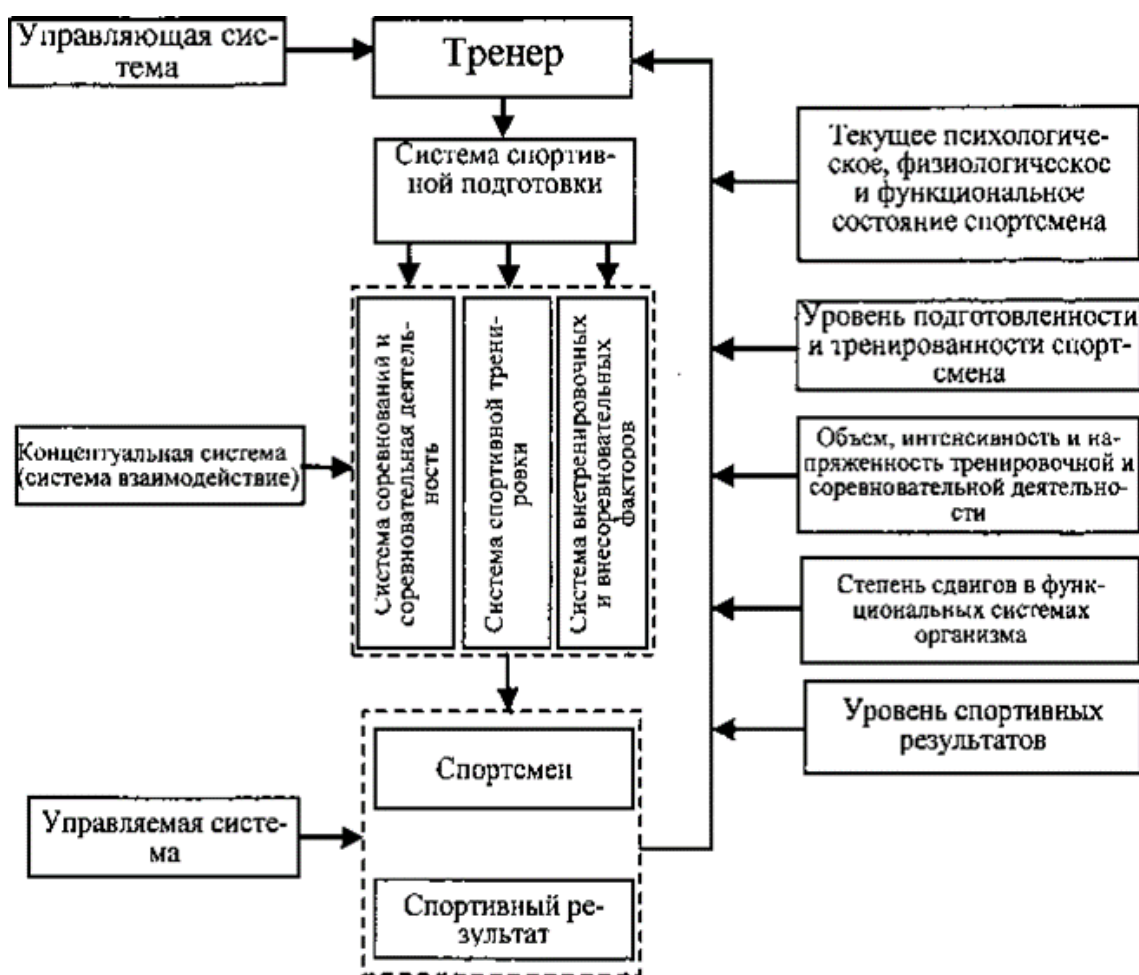 Управляющая сис-
тема
Тренер
Система спортив-
ной подготовки
Текущее психологиче-
ское, физиологическое
и функциональное
состояние спортсмена
Система соревнований и
соревновательная деятель-
ность
Система спортивной трени-
ровки
Система внетренировочных
и внесоревновательных
факторов
Уровень подготовленности
и тренированности спорт-
смена
Концептуальная система
(система взаимодействие)
Объем, интенсивность и на-
пряженность тренировочной и
соревновательной деятельно-
сти
Степень сдвигов в функ-
циональных системах
организма
Уровень спортивных
результатов
Спортсмен
Управляемая систе-
ма
Спортивный ре-
зультат